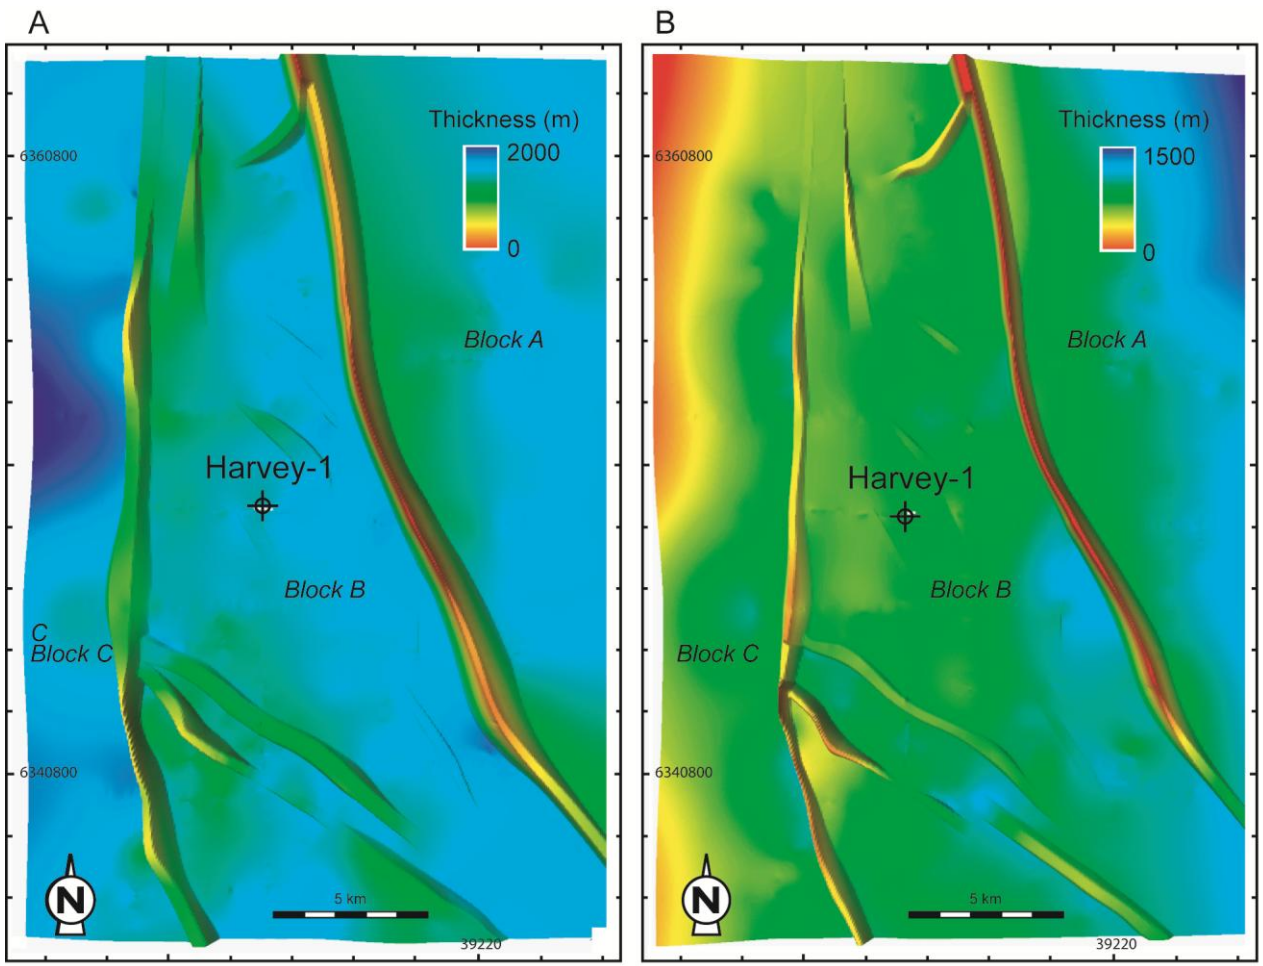 A
Thickness (m)
2000
0
6360800
Block A
Harvey-1
Block B
C
Block C
6340800
N
5 km
39220
B
Thickness (m)
1500
0
6360800
Block A
Harvey-1
Block B
Block C
6340800
N
5 km
39220